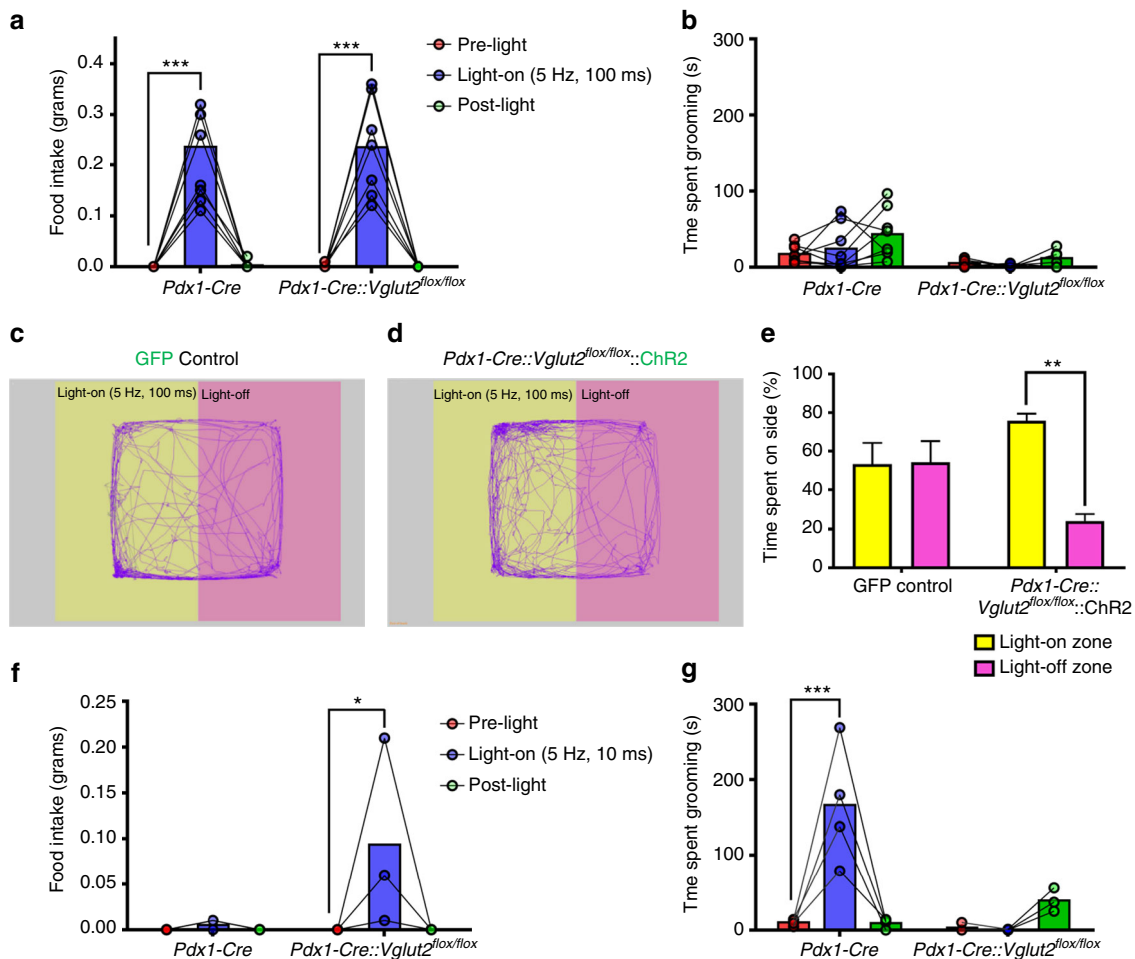 a
***
***
Pre-light
Light-on (5 Hz, 100 ms)
Post-light
Food intake (grams)
0.4
0.3
0.2
0.1
0.0
Pdx1-Cre
Pdx1-Cre::Vglut2flox/flox
b
Tme spent grooming (s)
300
200
100
0
Pdx1-Cre
Pdx1-Cre::Vglut2flox/flox
c
GFP Control
Light-on (5 Hz, 100 ms)
Light-off
d
Pdx1-Cre::Vglut2flox/flox::ChR2
Light-on (5 Hz, 100 ms)
Light-off
e
**
Time spent on side (%)
100
80
60
40
20
0
GFP control
Pdx1-Cre::
Vglut2flox/flox::ChR2
Light-on zone
Light-off zone
f
*
Pre-light
Light-on (5 Hz, 10 ms)
Post-light
Food intake (grams)
0.25
0.20
0.15
0.10
0.05
0.00
Pdx1-Cre
Pdx1-Cre::Vglut2flox/flox
g
***
Tme spent grooming (s)
300
200
100
0
Pdx1-Cre
Pdx1-Cre::Vglut2flox/flox